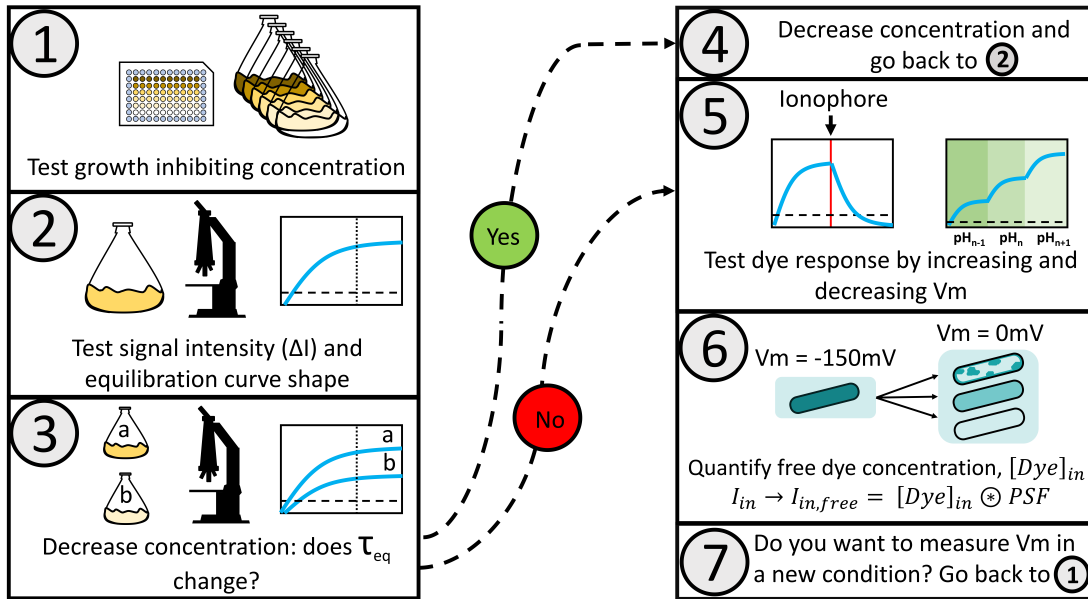 1
Test growth inhibiting concentration
2
Test signal intensity (ΔI) and
equilibration curve shape
3
a
b
a
b
Decrease concentration: does τeq
change?
Yes
No
4
Decrease concentration and
go back to 2
5
Ionophore
pHn-1 pHn pHn+1
Test dye response by increasing and
decreasing Vm
6
Vm = 0mV
Vm = -150mV
Quantify free dye concentration, [Dye]in
Iin → Iin,free = [Dye]in ⊛ PSF
7
Do you want to measure Vm in
a new condition? Go back to 1